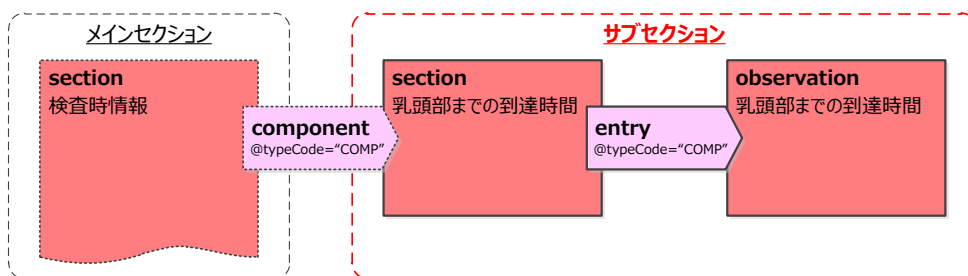 メインセクション
section
検査時情報
component
@typeCode=“COMP”
サブセクション
section
乳頭部までの到達時間
entry
@typeCode=“COMP”
observation
乳頭部までの到達時間